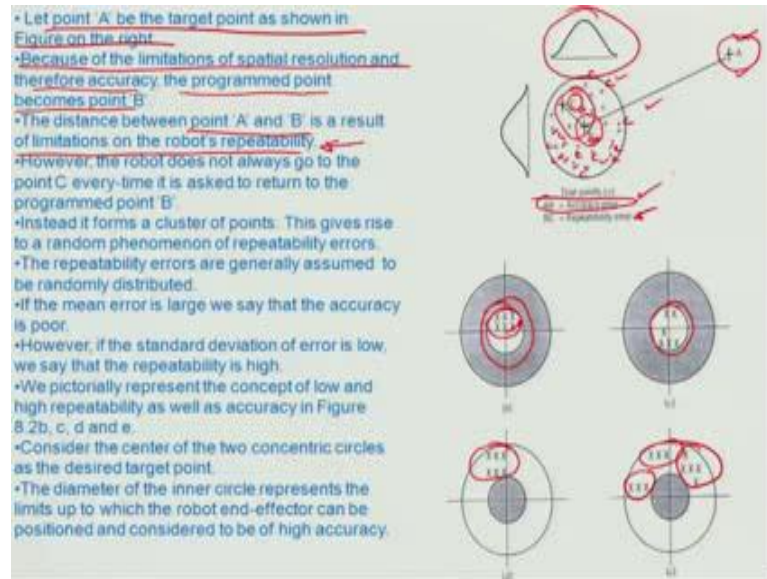 • Let point 'A' be the target point as shown in
Figure on the right.
•Because of the limitations of spatial resolution and
therefore accuracy, the programmed point
becomes point 'B'
•The distance between point 'A' and 'B' is a result
of limitations on the robot's repeatability
•However, the robot does not always go to the
point C every-time it is asked to return to the
programmed point 'B'.
•Instead it forms a cluster of points. This gives rise
to a random phenomenon of repeatability errors.
•The repeatability errors are generally assumed to
be randomly distributed.
•If the mean error is large we say that the accuracy
is poor.
•However, if the standard deviation of error is low,
we say that the repeatability is high.
•We pictorially represent the concept of low and
high repeatability as well as accuracy in Figure
8.2b, c, d and e.
•Consider the center of the two concentric circles
as the desired target point.
•The diameter of the inner circle represents the
limits up to which the robot end-effector can be
positioned and considered to be of high accuracy.
A
BC = Repeatability error
X X X
X X X
X X
X
X X X
X X X
X X X
X X X
X X X
X X X